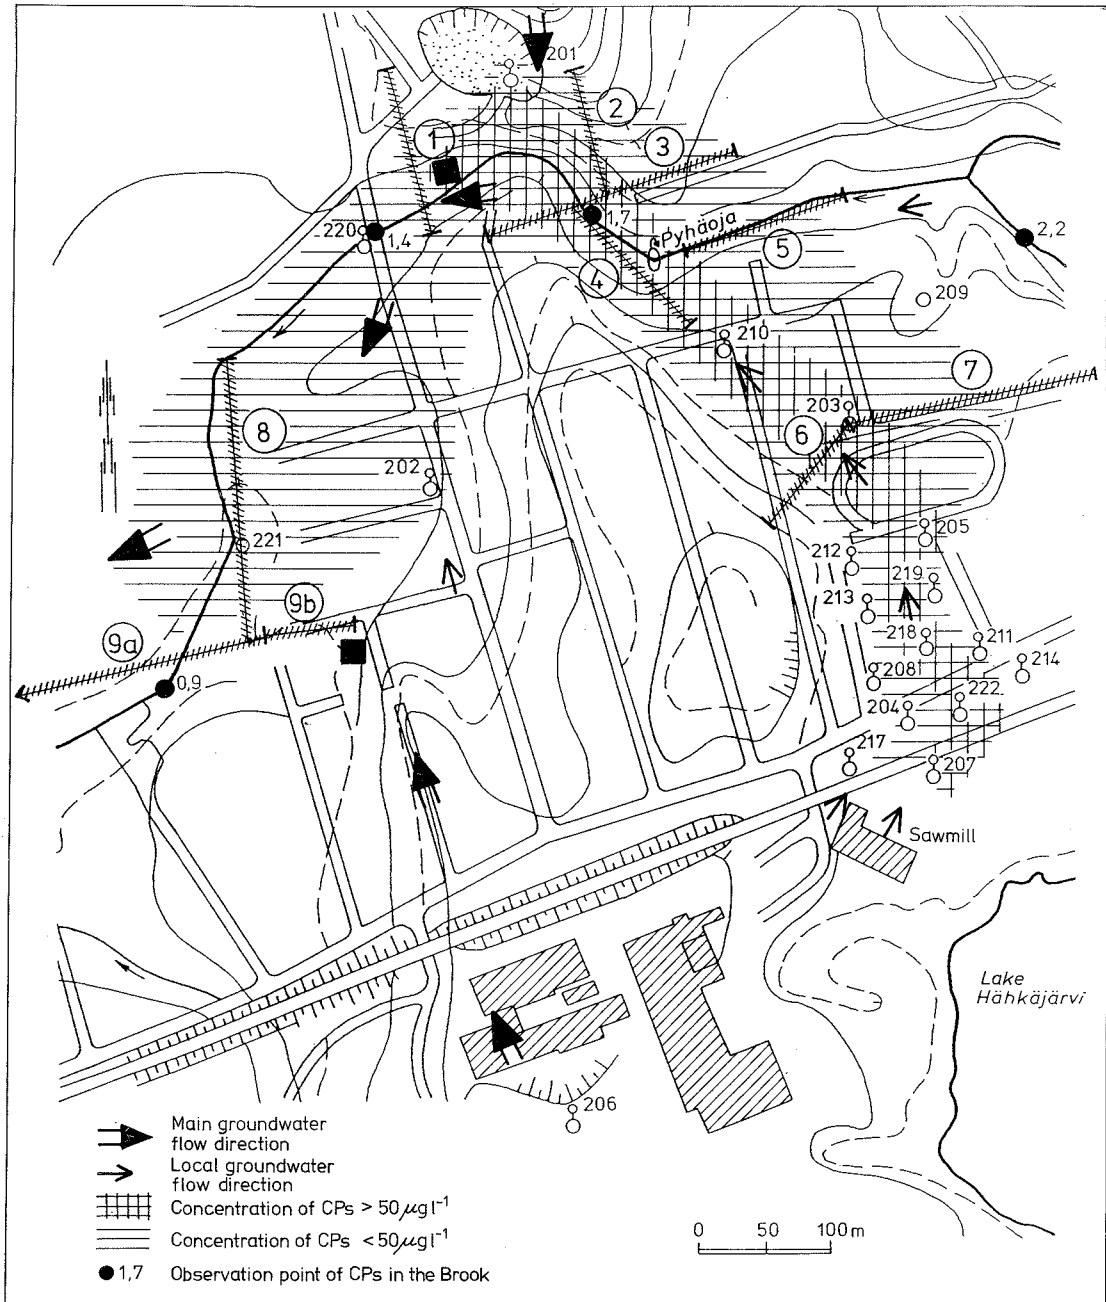 201
2
1
3
220
1,4
1,7
Pyhäoja
2,2
4
5
209
210
7
203
8
6
202
205
221
212
219
213
9b
218
211
9a
208
214
0,9
204
222
217
207
Sawmill
Lake
Hähkäjärvi
206
Main groundwater
flow direction
Local groundwater
flow direction
Concentration of CPs > 50 µg l⁻¹
Concentration of CPs < 50 µg l⁻¹
1,7 Observation point of CPs in the Brook
0 50 100 m